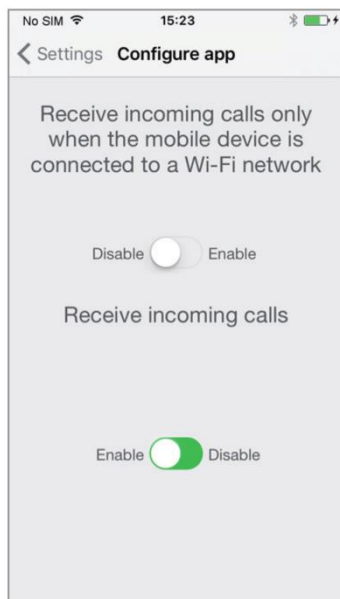 No SIM 15:23
Settings Configure app
Receive incoming calls only
when the mobile device is
connected to a Wi-Fi network
Disable Enable
Receive incoming calls
Enable Disable